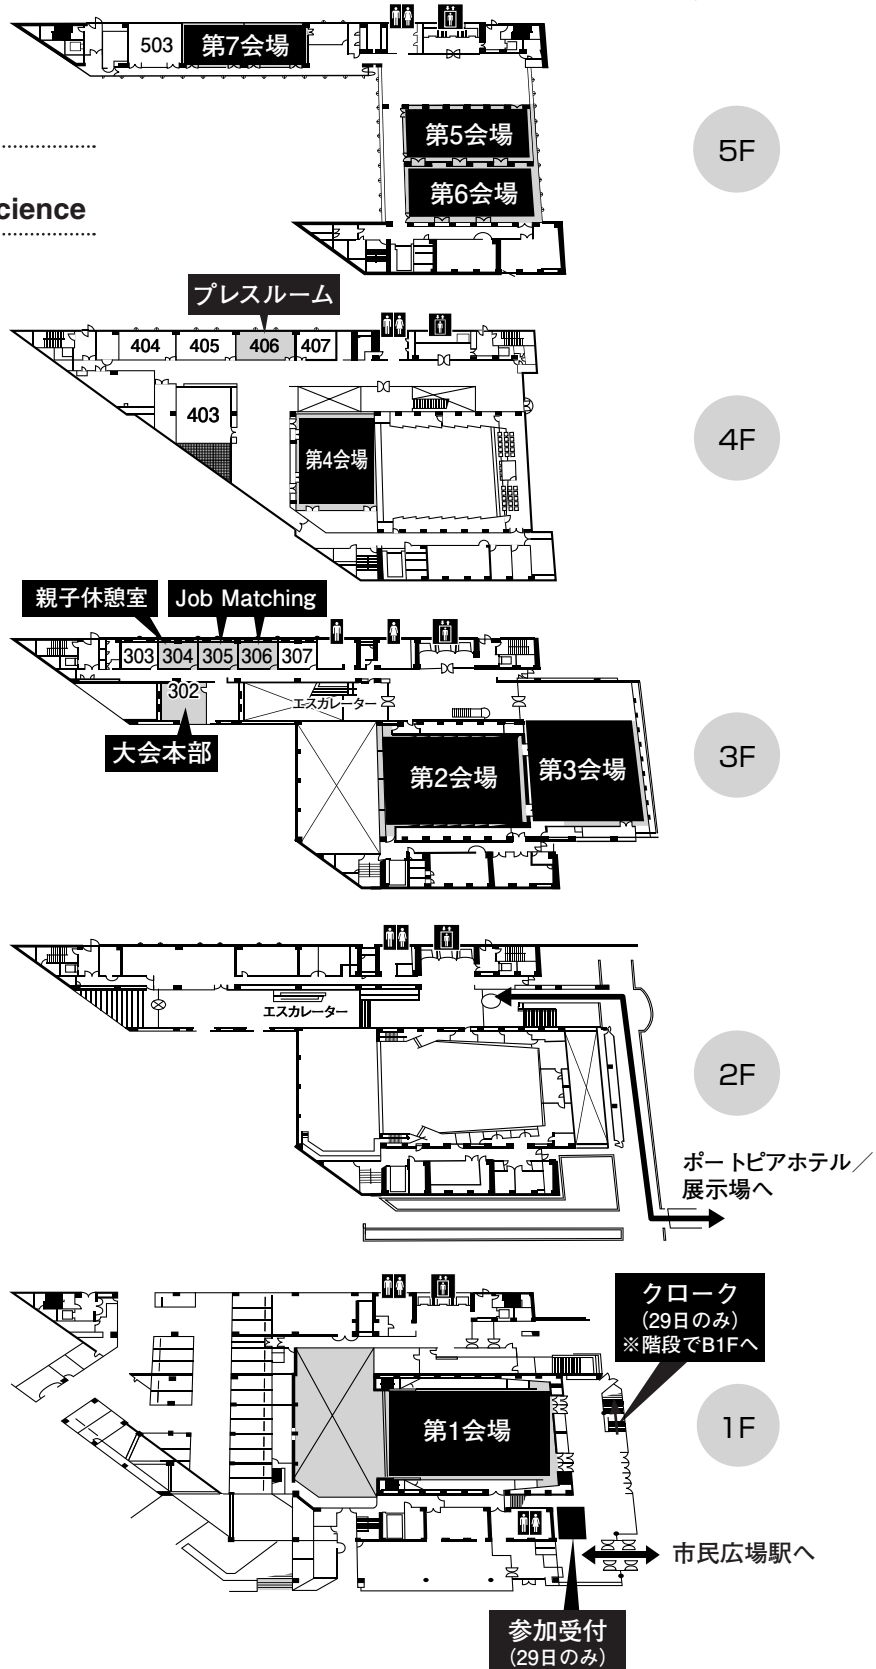 503
第7会場
第5会場
第6会場
5F
cience
プレスルーム
404
405
406
407
403
第4会場
4F
親子休憩室
Job Matching
303
304
305
306
307
302
エスカレーター
大会本部
第2会場
第3会場
3F
エスカレーター
2F
ポートピアホテル／
展示場へ
クローク
(29日のみ)
※階段でB1Fへ
第1会場
1F
市民広場駅へ
参加受付
(29日のみ)